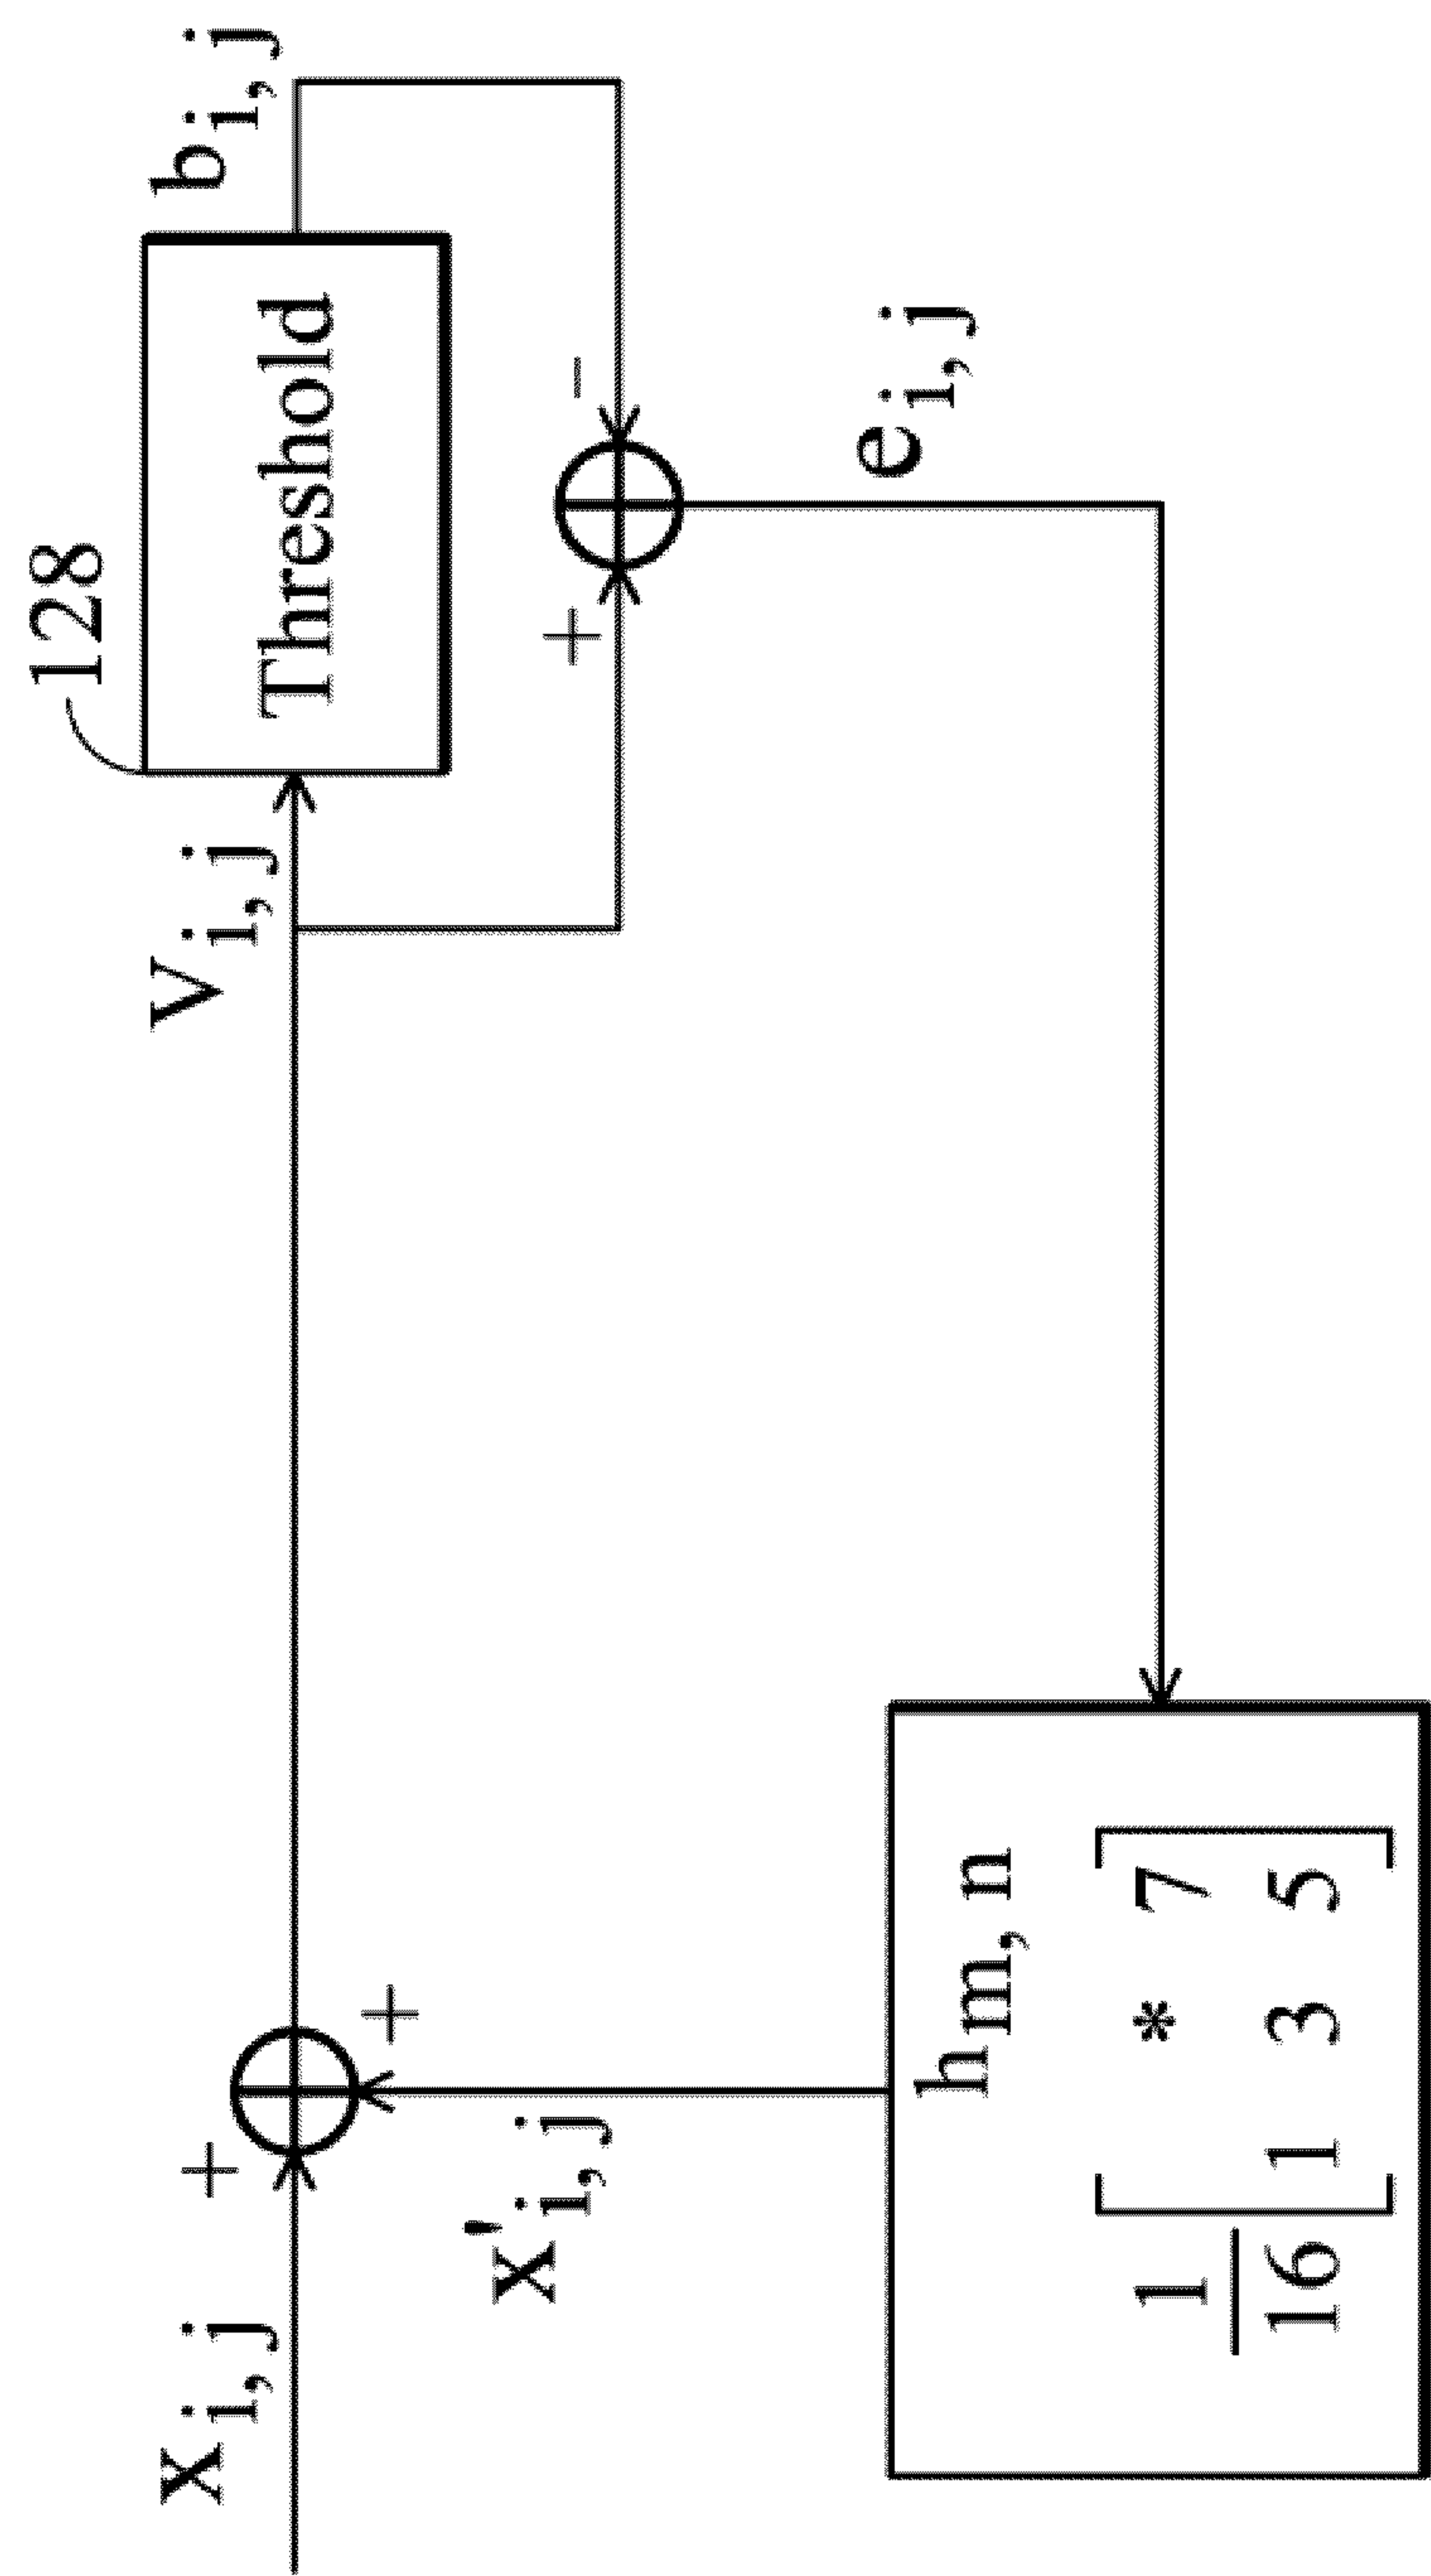 128
x i, j
+
v i, j
Threshold
b i, j
+
x' i, j
+
-
e i, j
h m, n
1/16 [ * 7
1 3 5 ]